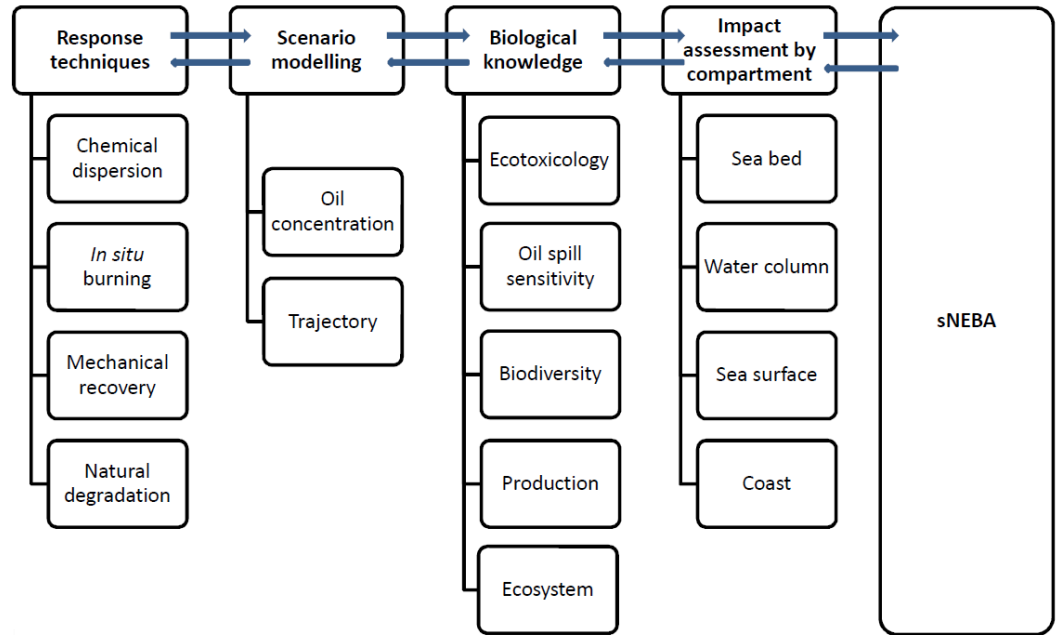 Response
techniques
Chemical
dispersion
In situ
burning
Mechanical
recovery
Natural
degradation
Scenario
modelling
Oil
concentration
Trajectory
Biological
knowledge
Ecotoxicology
Oil spill
sensitivity
Biodiversity
Production
Ecosystem
Impact
assessment by
compartment
Sea bed
Water column
Sea surface
Coast
sNEBA